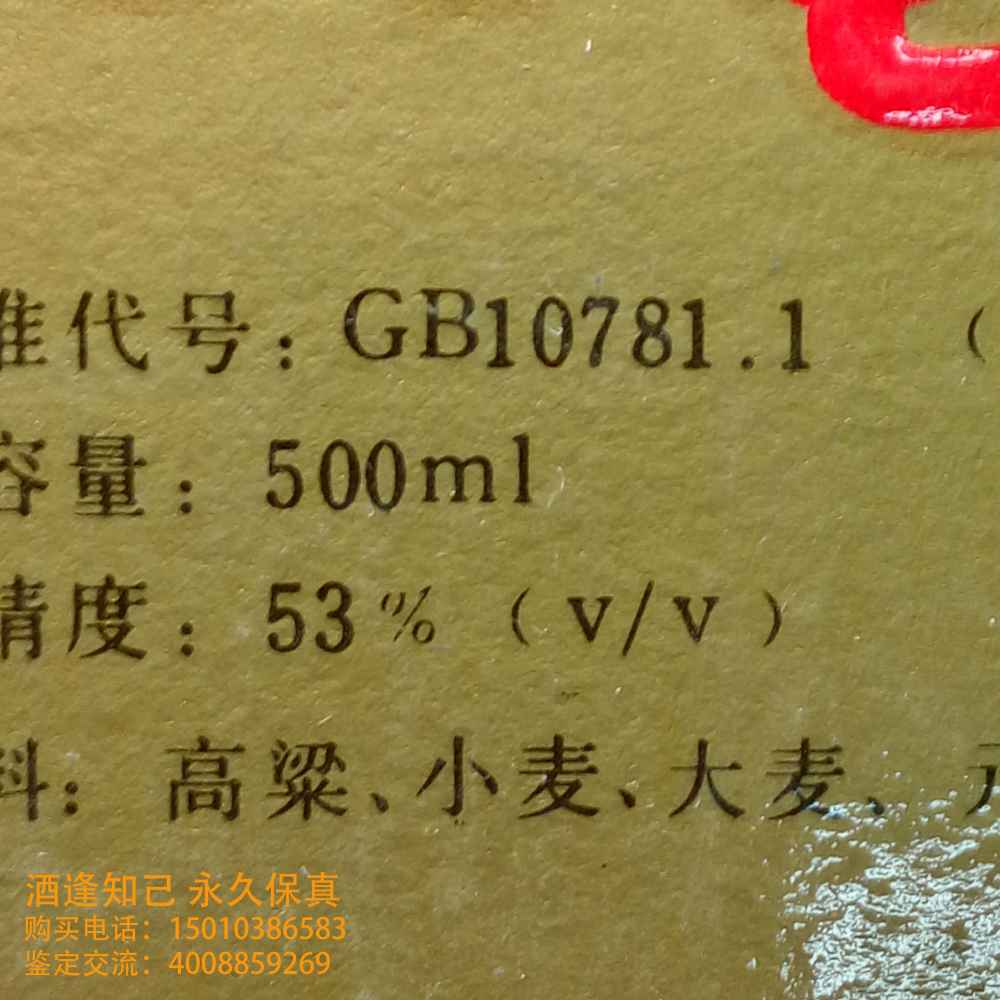 准代号：GB10781.1 （
容量：500ml
精度：53%（v/v）
料：高粱、小麦、大麦、
酒逢知己 永久保真
购买电话：15010386583
鉴定交流：4008859269